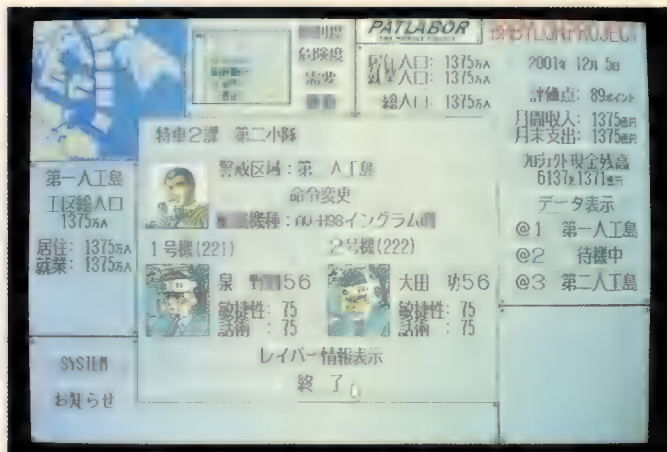 PATLABOR
BABYLON PROJECT
危険度
需要
居住人口: 1375万人
就業人口: 1375万人
総人口: 1375万人
2001年 12月 5日
評価点: 89ポイント
月間収入: 1375億円
月末支出: 1375億円
プロジェクト現金残高
6137兆1371億円
データ表示
@1 第一人工島
@2 待機中
@3 第二人工島
第一人工島
工区総人口
1375万人
居住: 1375万人
就業: 1375万人
SYSTEM
お知らせ
特車2課 第二小隊
警戒区域:第一人工島
命令変更
機種:AV-H98イングラム
1号機(221)
2号機(222)
泉 野 56
敏捷性: 75
話術 : 75
大田 功56
敏捷性: 75
話術 : 75
レイバー情報表示
終 了